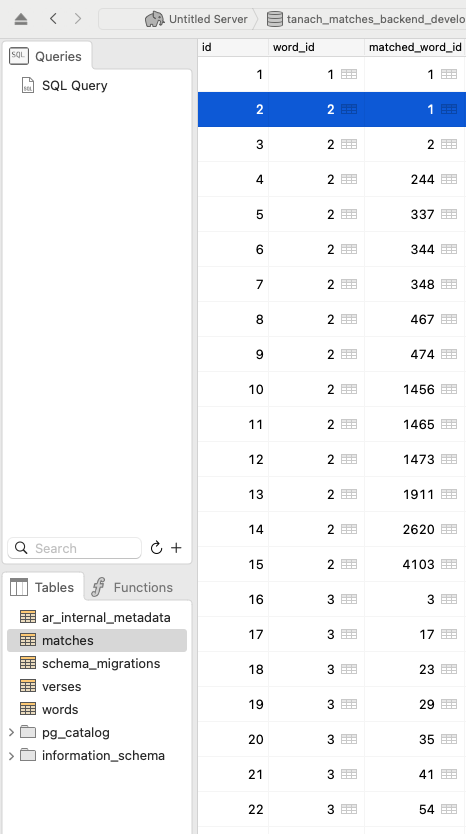 Untitled Server
tanach_matches_backend_develo
SQL
Queries
SQL Query
Search
Tables
Functions
ar_internal_metadata
matches
schema_migrations
verses
words
pg_catalog
information_schema
id word_id matched_word_id
1 1 1
2 2 1
3 2 2
4 2 244
5 2 337
6 2 344
7 2 348
8 2 467
9 2 474
10 2 1456
11 2 1465
12 2 1473
13 2 1911
14 2 2620
15 2 4103
16 3 3
17 3 17
18 3 23
19 3 29
20 3 35
21 3 41
22 3 54